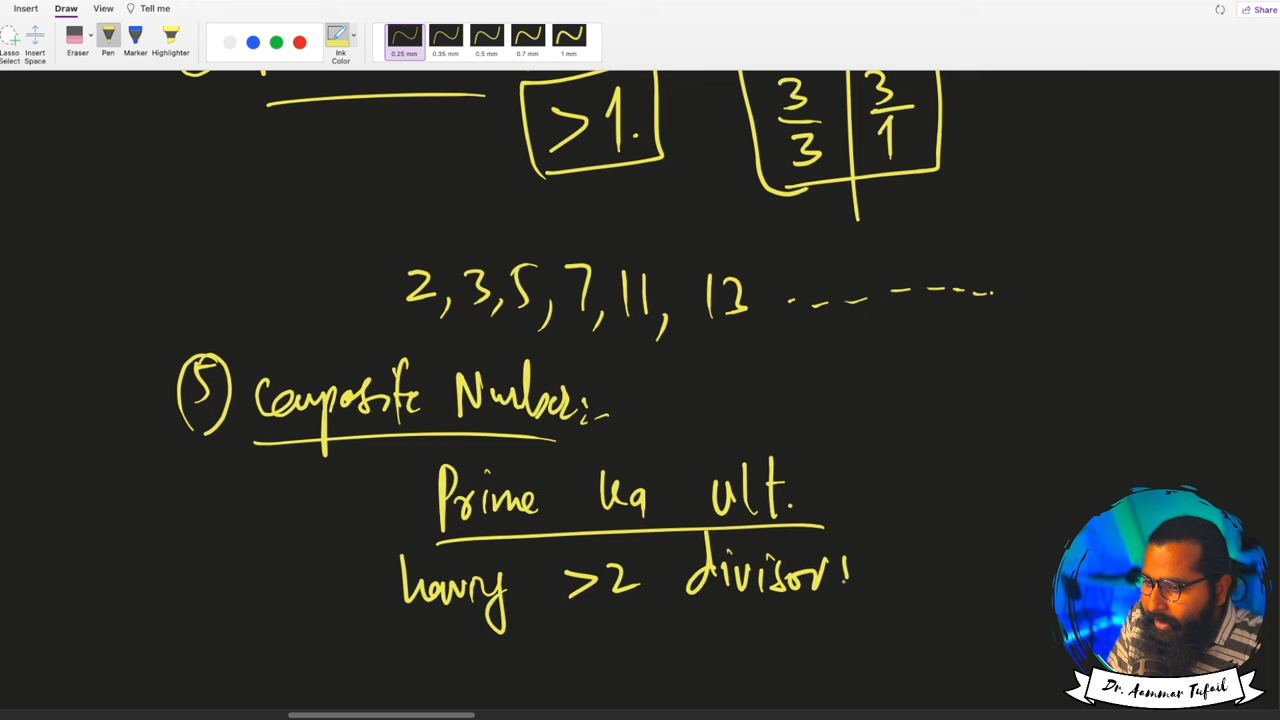 Insert Draw View Tell me
Share
Lasso Select
Insert Space
Eraser
Pen
Marker
Highlighter
Ink Color
0.25 mm
0.35 mm
0.5 mm
0.7 mm
1 mm
>1.
3/3
3/1
2, 3, 5, 7, 11, 13 ---------
5 Composite Number:-
Prime ka ult.
having >2 divisor!
Dr. Aammar Tufail